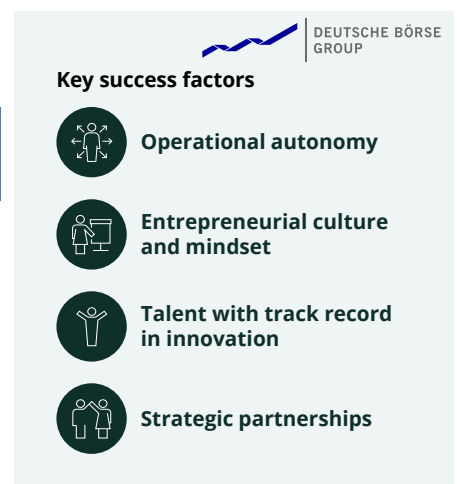 DEUTSCHE BÖRSE
GROUP
Key success factors
Operational autonomy
Entrepreneurial culture
and mindset
Talent with track record
in innovation
Strategic partnerships